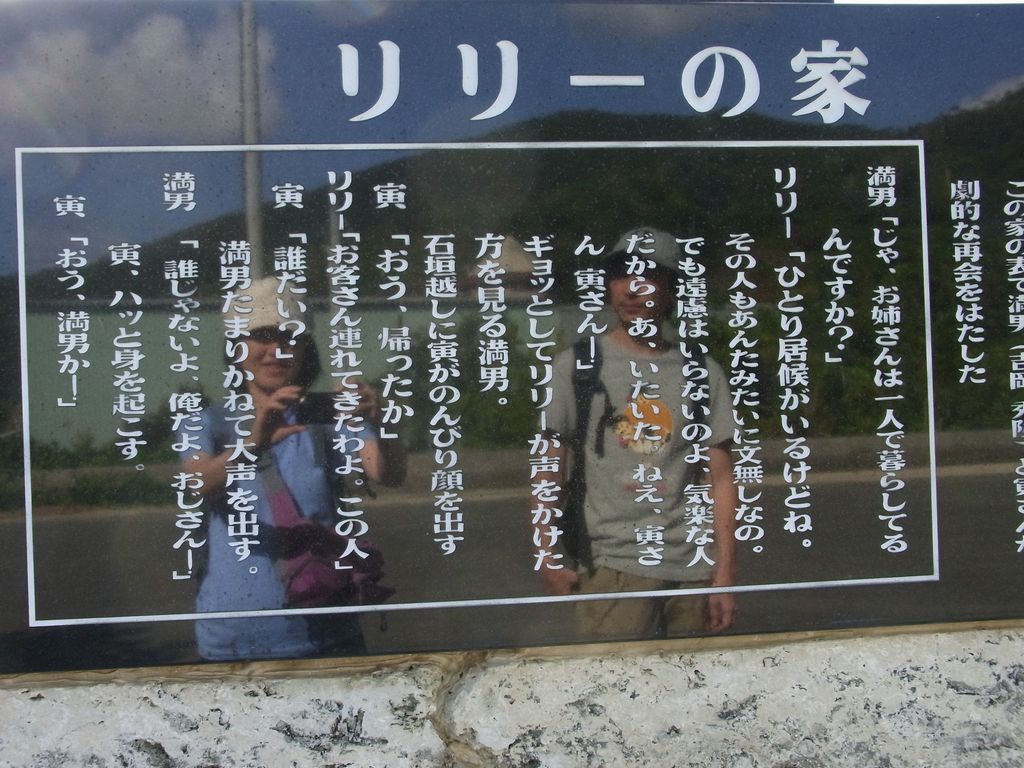 リリーの家
この家の表で満男
劇的な再会をはたした
満男「じゃ、お姉さんは一人で暮らしてる
んですか?」
リリー「ひとり居候がいるけどね。
その人もあんたみたいに文無しなの。
でも遠慮はいらないのよ、気楽な人
だから。あ、いたいた。ねえ、寅さ
ん 寅さん!」
ギョッとしてリリーが声をかけた
方を見る満男。
石垣越しに寅がのんびり顔を出す
寅「おう、帰ったか」
リリー「お客さん連れてきたわよ。この人」
寅「誰だい?」
満男たまりかねて大声を出す。
満男「誰じゃないよ 俺だよ、おじさん!」
寅、ハッと身を起こす。
寅「おう、満男か!」